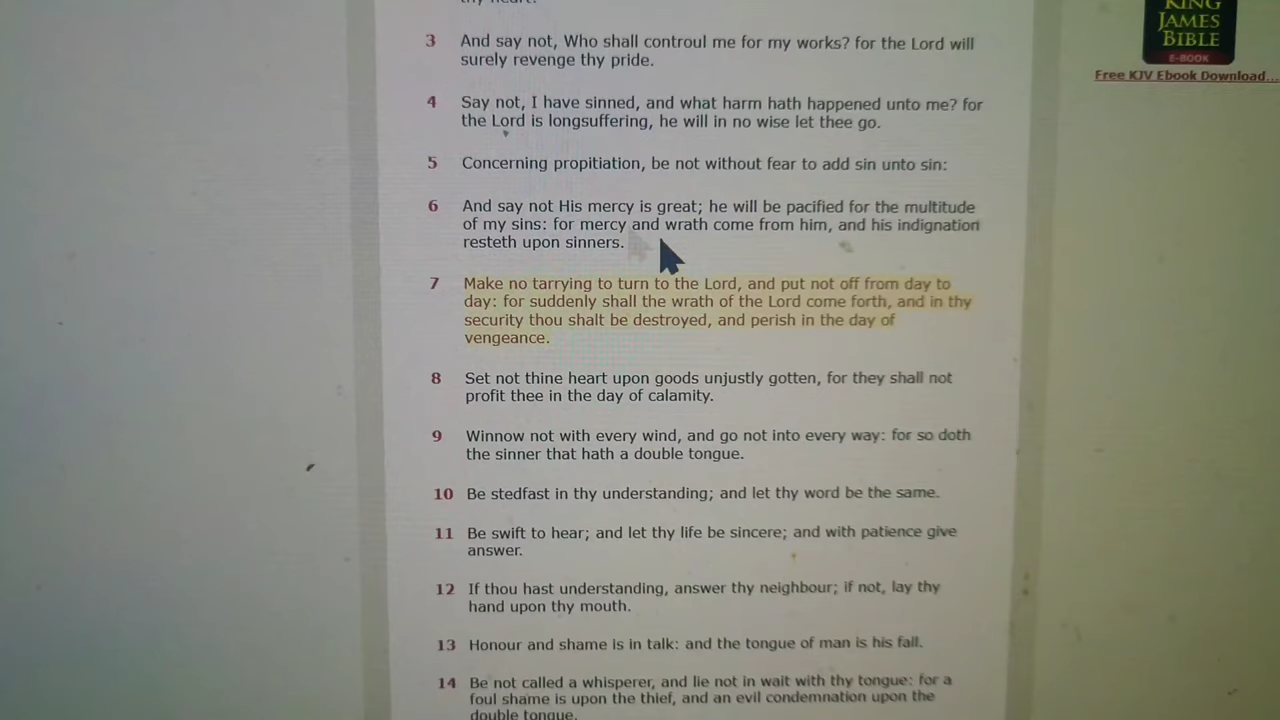 thy heart.
3 And say not, Who shall controul me for my works? for the Lord will
surely revenge thy pride.
4 Say not, I have sinned, and what harm hath happened unto me? for
the Lord is longsuffering, he will in no wise let thee go.
5 Concerning propitiation, be not without fear to add sin unto sin:
6 And say not His mercy is great; he will be pacified for the multitude
of my sins: for mercy and wrath come from him, and his indignation
resteth upon sinners.
7 Make no tarrying to turn to the Lord, and put not off from day to
day: for suddenly shall the wrath of the Lord come forth, and in thy
security thou shalt be destroyed, and perish in the day of
vengeance.
8 Set not thine heart upon goods unjustly gotten, for they shall not
profit thee in the day of calamity.
9 Winnow not with every wind, and go not into every way: for so doth
the sinner that hath a double tongue.
10 Be stedfast in thy understanding; and let thy word be the same.
11 Be swift to hear; and let thy life be sincere; and with patience give
answer.
12 If thou hast understanding, answer thy neighbour; if not, lay thy
hand upon thy mouth.
13 Honour and shame is in talk: and the tongue of man is his fall.
14 Be not called a whisperer, and lie not in wait with thy tongue: for a
foul shame is upon the thief, and an evil condemnation upon the
double tongue.
KING
JAMES
BIBLE
E-BOOK
Free KJV Ebook Download...